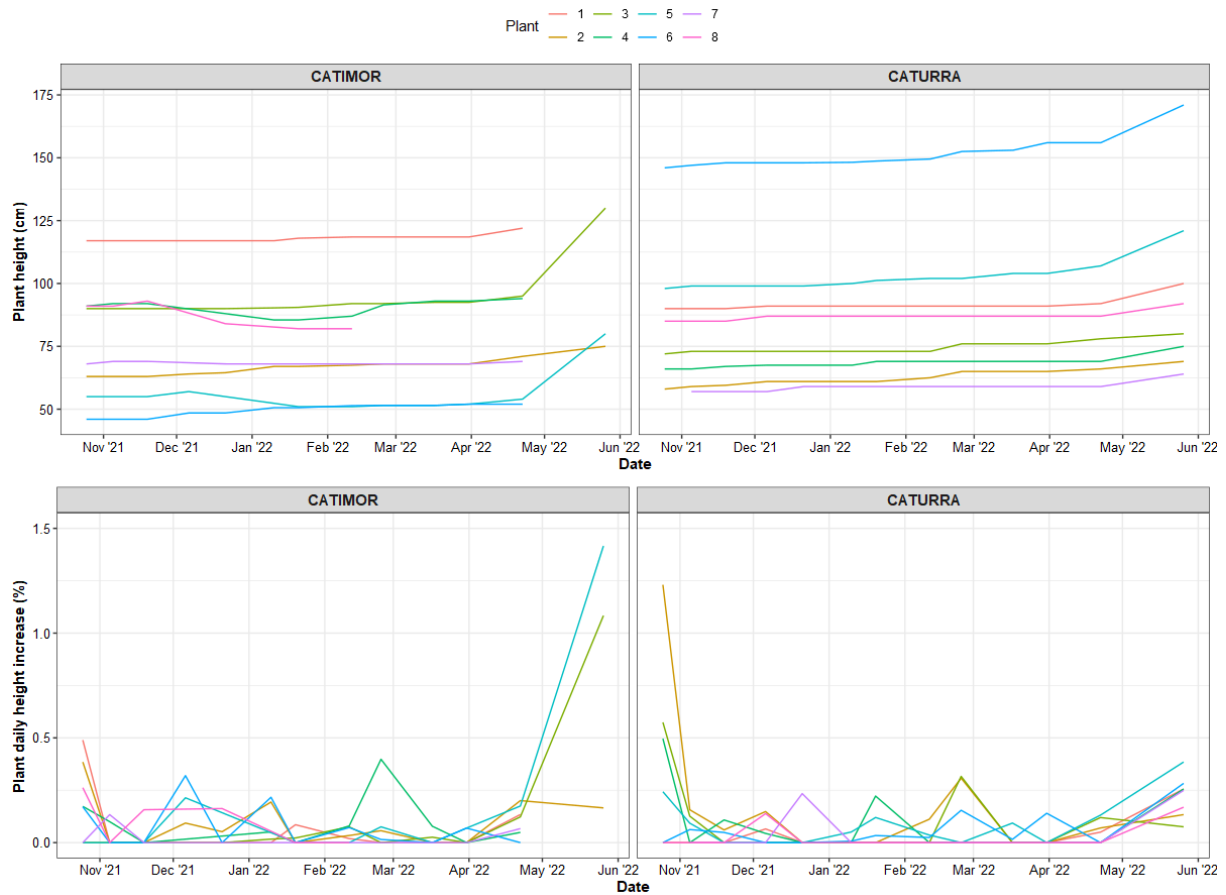 Plant 1 3 5 7
2 4 6 8
CATIMOR CATURRA
Plant height (cm)
175
150
125
100
75
50
Nov '21 Dec '21 Jan '22 Feb '22 Mar '22 Apr '22 May '22 Jun '22 Nov '21 Dec '21 Jan '22 Feb '22 Mar '22 Apr '22 May '22 Jun '22
Date
CATIMOR CATURRA
Plant daily height increase (%)
1.5
1.0
0.5
0.0
Nov '21 Dec '21 Jan '22 Feb '22 Mar '22 Apr '22 May '22 Jun '22 Nov '21 Dec '21 Jan '22 Feb '22 Mar '22 Apr '22 May '22 Jun '22
Date